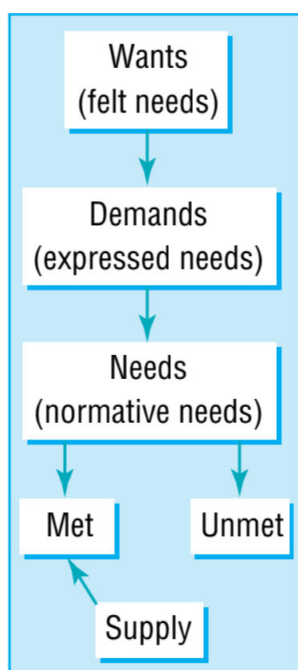 Wants
(felt needs)
Demands
(expressed needs)
Needs
(normative needs)
Met
Unmet
Supply